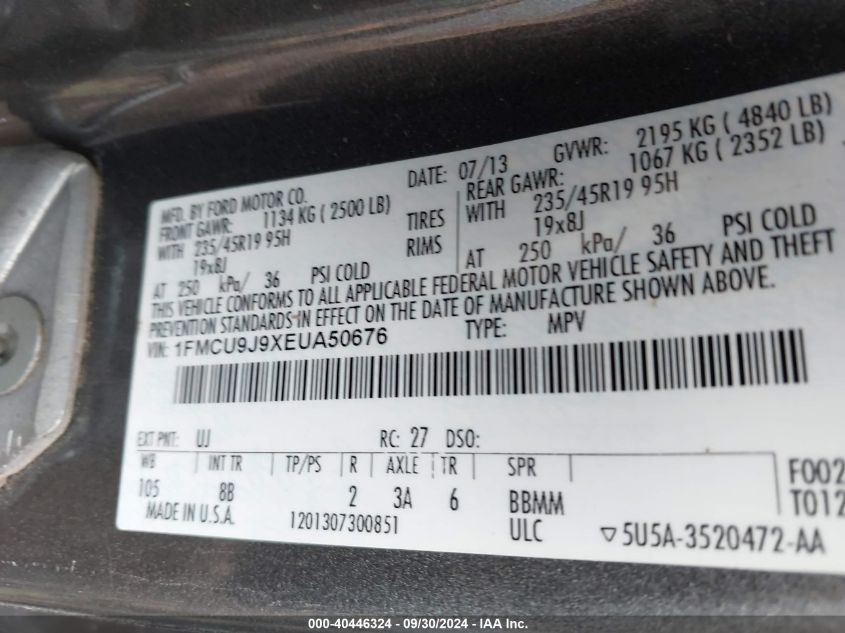 MFD. BY FORD MOTOR CO. DATE: 07/13 GVWR: 2195 KG ( 4840 LB)
FRONT GAWR: 1134 KG ( 2500 LB) REAR GAWR: 1067 KG ( 2352 LB)
WITH 235/45R19 95H TIRES WITH 235/45R19 95H
19x8J RIMS 19x8J
AT 250 kPa/ 36 PSI COLD AT 250 kPa/ 36 PSI COLD
THIS VEHICLE CONFORMS TO ALL APPLICABLE FEDERAL MOTOR VEHICLE SAFETY AND THEFT
PREVENTION STANDARDS IN EFFECT ON THE DATE OF MANUFACTURE SHOWN ABOVE.
VIN: 1FMCU9J9XEUA50676 TYPE: MPV
EXT PNT: UJ RC: 27 DSO:
WB INT TR TP/PS R AXLE TR SPR F002
105 8B 2 3A 6 BBMM T012
MADE IN U.S.A. 1201307300851 ULC ▽5U5A-3520472-AA
000-40446324 - 09/30/2024 - IAA Inc.